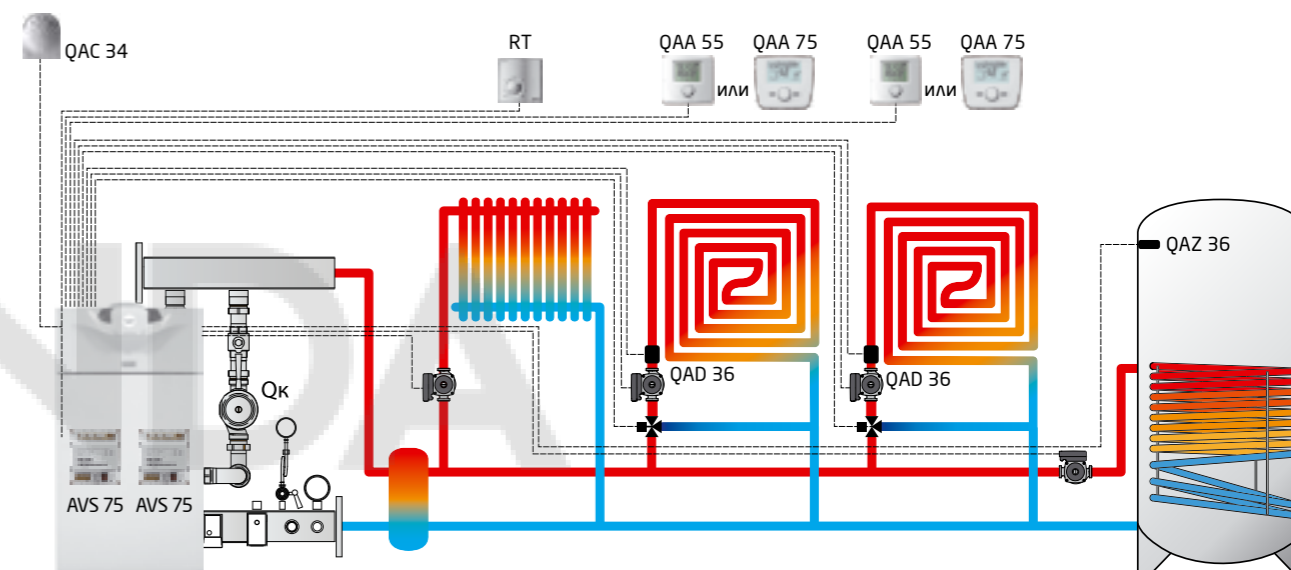 QAC 34
RT
QAA 55
или
QAA 75
QAA 55
или
QAA 75
QAZ 36
QAD 36
QAD 36
Qк
AVS 75
AVS 75